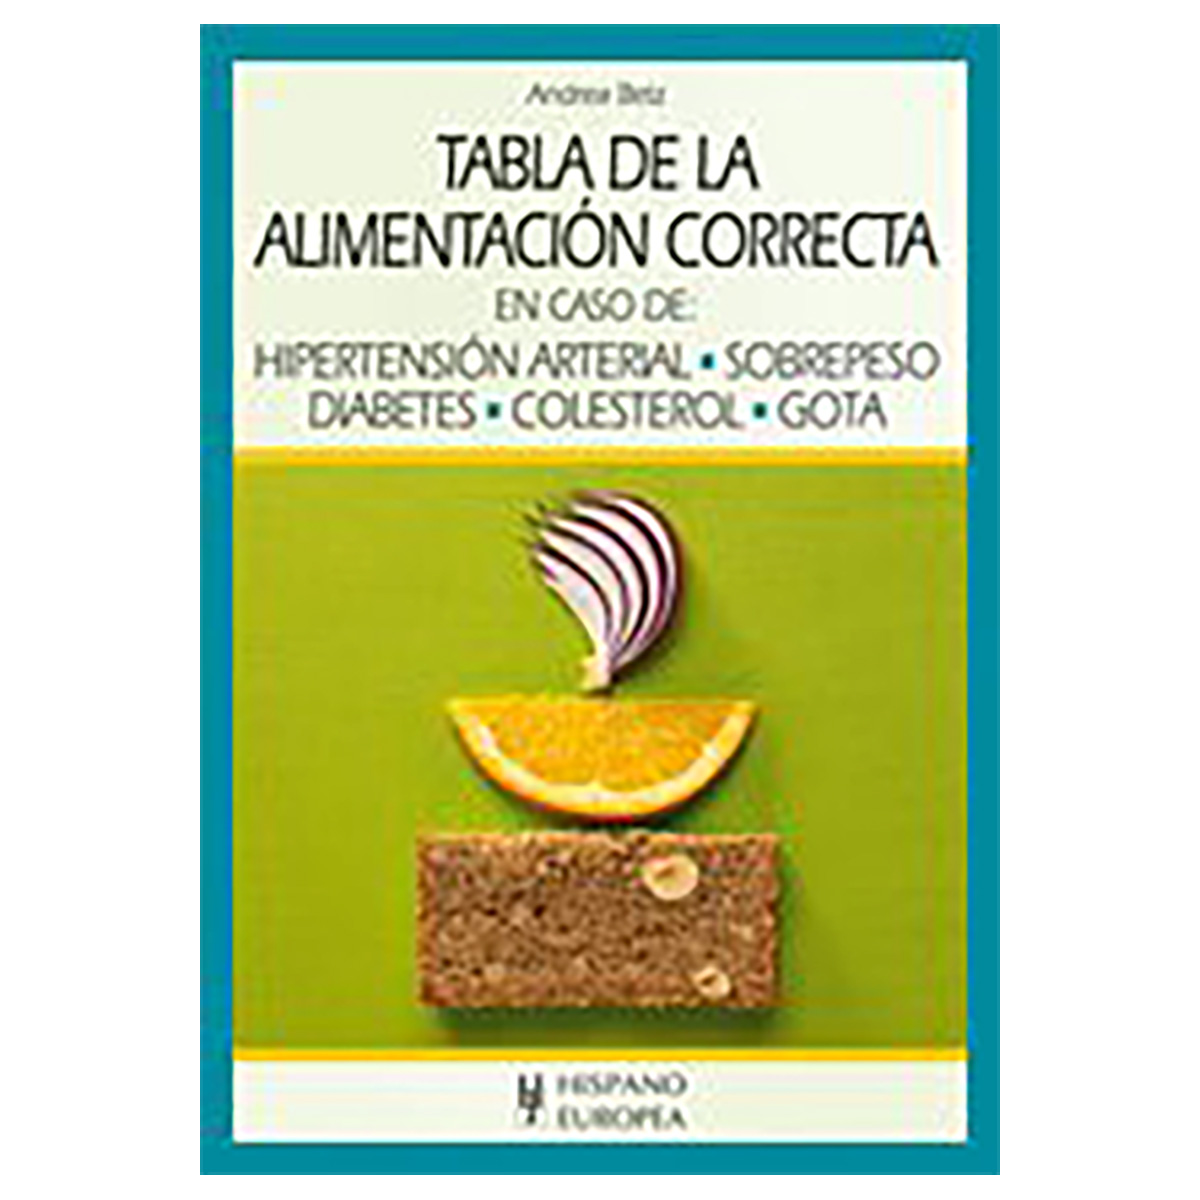 Andrea Betz
TABLA DE LA
ALIMENTACIÓN CORRECTA
EN CASO DE:
HIPERTENSIÓN ARTERIAL ▪ SOBREPESO
DIABETES ▪ COLESTEROL ▪ GOTA
HISPANO
EUROPEA